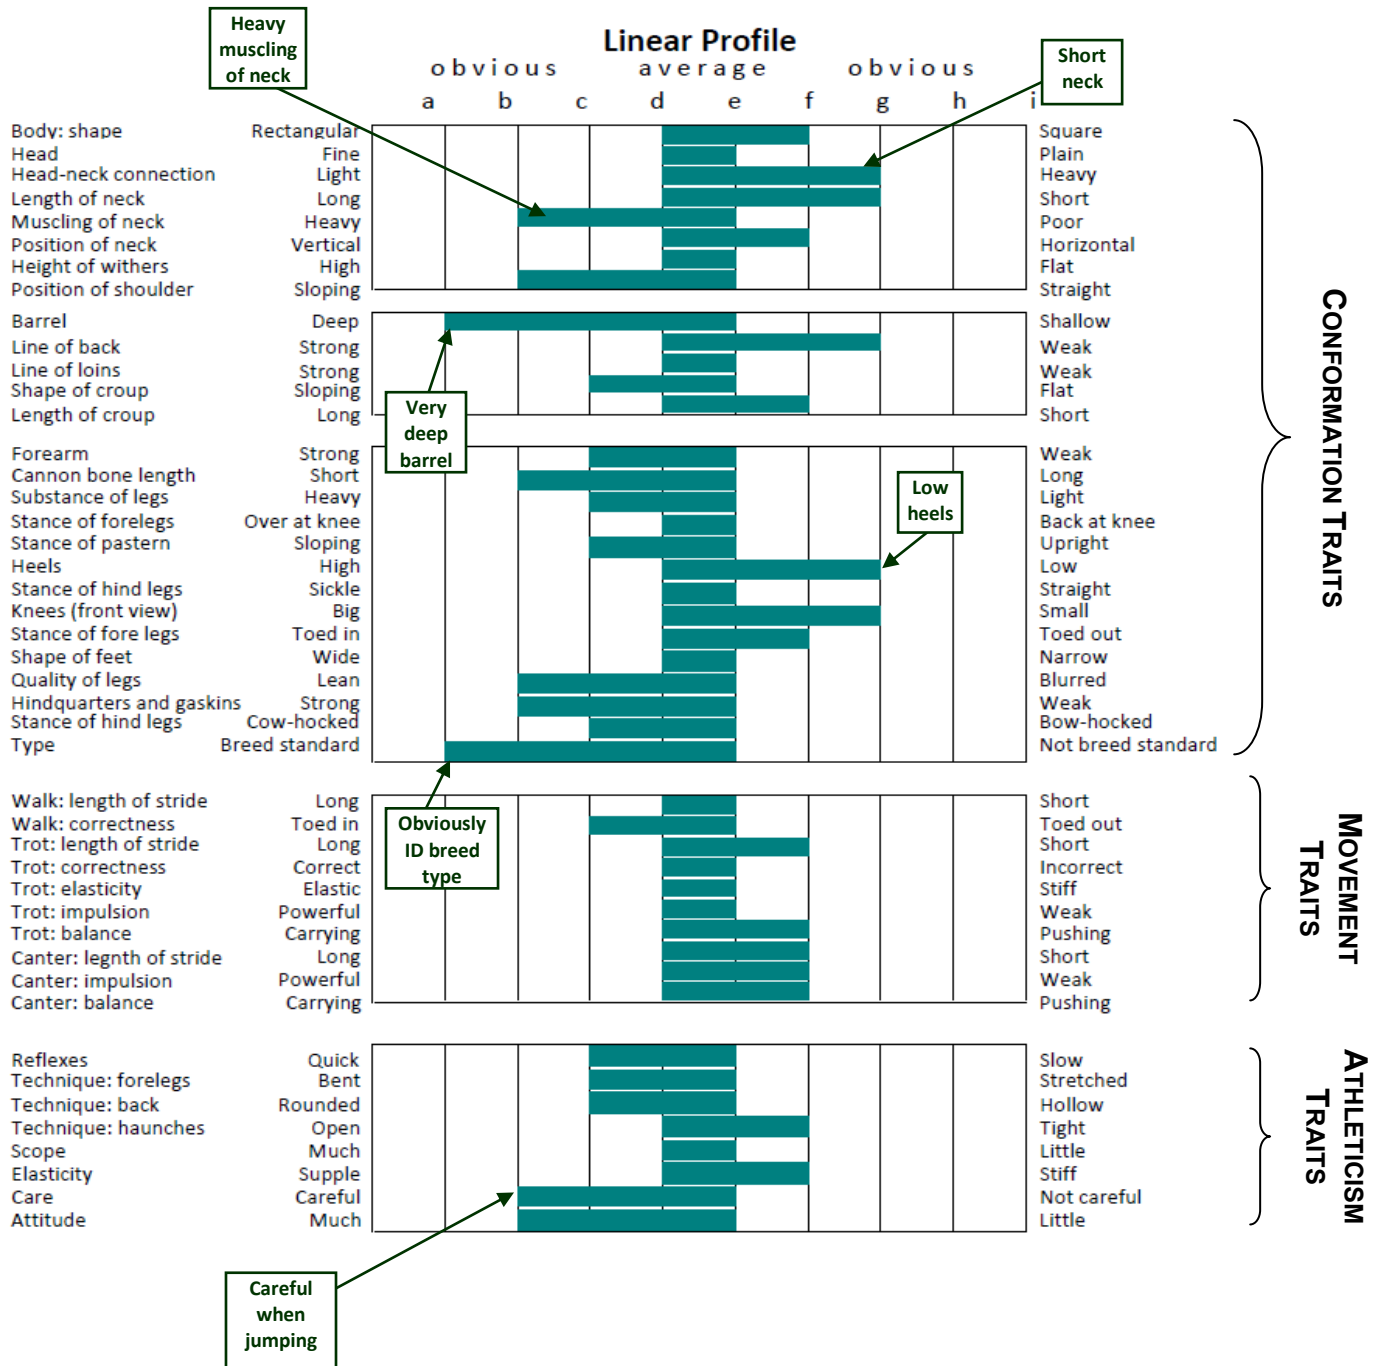 Heavy
muscling
of neck
Linear Profile
obvious average obvious
a b c d e f g h i
Short
neck
Body: shape Rectangular Square
Head Fine Plain
Head-neck connection Light Heavy
Length of neck Long Short
Muscling of neck Heavy Poor
Position of neck Vertical Horizontal
Height of withers High Flat
Position of shoulder Sloping Straight
Barrel Deep Shallow
Line of back Strong Weak
Line of loins Strong Weak
Shape of croup Sloping Flat
Length of croup Long Short
Very
deep
barrel
Forearm Strong Weak
Cannon bone length Short Long
Substance of legs Heavy Light
Stance of forelegs Over at knee Back at knee
Stance of pastern Sloping Upright
Heels High Low
Stance of hind legs Sickle Straight
Knees (front view) Big Small
Stance of fore legs Toed in Toed out
Shape of feet Wide Narrow
Quality of legs Lean Blurred
Hindquarters and gaskins Strong Weak
Stance of hind legs Cow-hocked Bow-hocked
Type Breed standard Not breed standard
Low
heels
CONFORMATION TRAITS
Walk: length of stride Long Short
Walk: correctness Toed in Toed out
Trot: length of stride Long Short
Trot: correctness Correct Incorrect
Trot: elasticity Elastic Stiff
Trot: impulsion Powerful Weak
Trot: balance Carrying Pushing
Canter: legnth of stride Long Short
Canter: impulsion Powerful Weak
Canter: balance Carrying Pushing
Obviously
ID breed
type
MOVEMENT
TRAITS
Reflexes Quick Slow
Technique: forelegs Bent Stretched
Technique: back Rounded Hollow
Technique: haunches Open Tight
Scope Much Little
Elasticity Supple Stiff
Care Careful Not careful
Attitude Much Little
ATHLETICISM
TRAITS
Careful
when
jumping